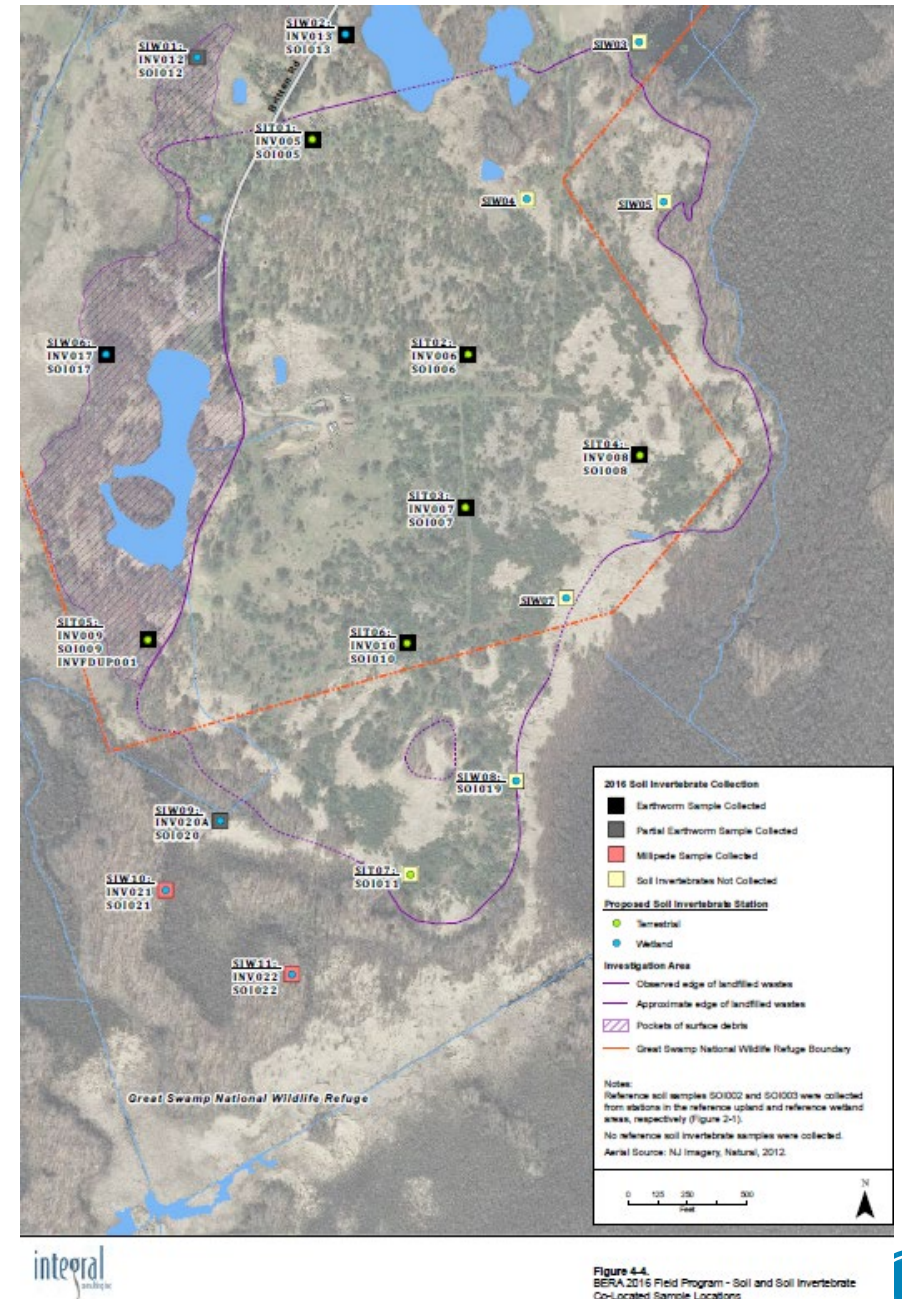 SIW01:
INV012
SOI012
SIW02:
INV013
SOI013
SIW03
Britten Rd
SIT01:
INV005
SOI005
SIW04
SIW05
SIW06:
INV017
SOI017
SIT02:
INV006
SOI006
SIT04:
INV008
SOI008
SIT03:
INV007
SOI007
SIW07
SIT05:
INV009
SOI009
INVFDUP001
SIT06:
INV010
SOI010
SIW08:
SOI019
SIW09:
INV020A
SOI020
SIT07:
SOI011
SIW10:
INV021
SOI021
SIW11:
INV022
SOI022
Great Swamp National Wildlife Refuge
2016 Soil Invertebrate Collection
Earthworm Sample Collected
Partial Earthworm Sample Collected
Millipede Sample Collected
Soil Invertebrates Not Collected
Proposed Soil Invertebrate Station
Terrestrial
Wetland
Investigation Area
Observed edge of landfilled wastes
Approximate edge of landfilled wastes
Pockets of surface debris
Great Swamp National Wildlife Refuge Boundary
Notes:
Reference soil samples SOI002 and SOI003 were collected
from stations in the reference upland and reference wetland
areas, respectively (Figure 2-1).
No reference soil invertebrate samples were collected.
Aerial Source: NJ Imagery, Natural, 2012.
0 125 250 500
Feet
N
integral
consulting inc.
Figure 4-4.
BERA 2016 Field Program - Soil and Soil Invertebrate
Co-Located Sample Locations